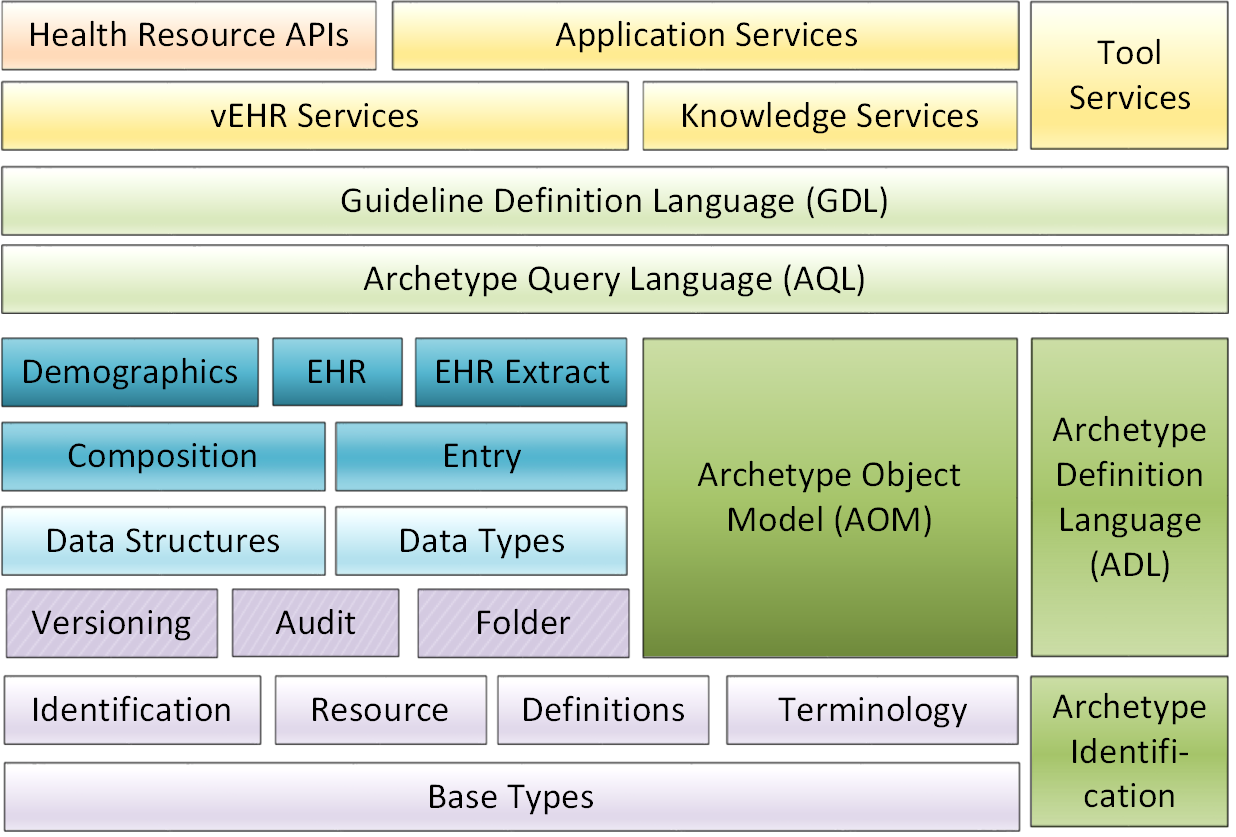 Health Resource APIs
Application Services
Tool
Services
vEHR Services
Knowledge Services
Guideline Definition Language (GDL)
Archetype Query Language (AQL)
Demographics
EHR
EHR Extract
Composition
Entry
Data Structures
Data Types
Versioning
Audit
Folder
Archetype Object
Model (AOM)
Archetype
Definition
Language
(ADL)
Identification
Resource
Definitions
Terminology
Base Types
Archetype
Identifi-
cation